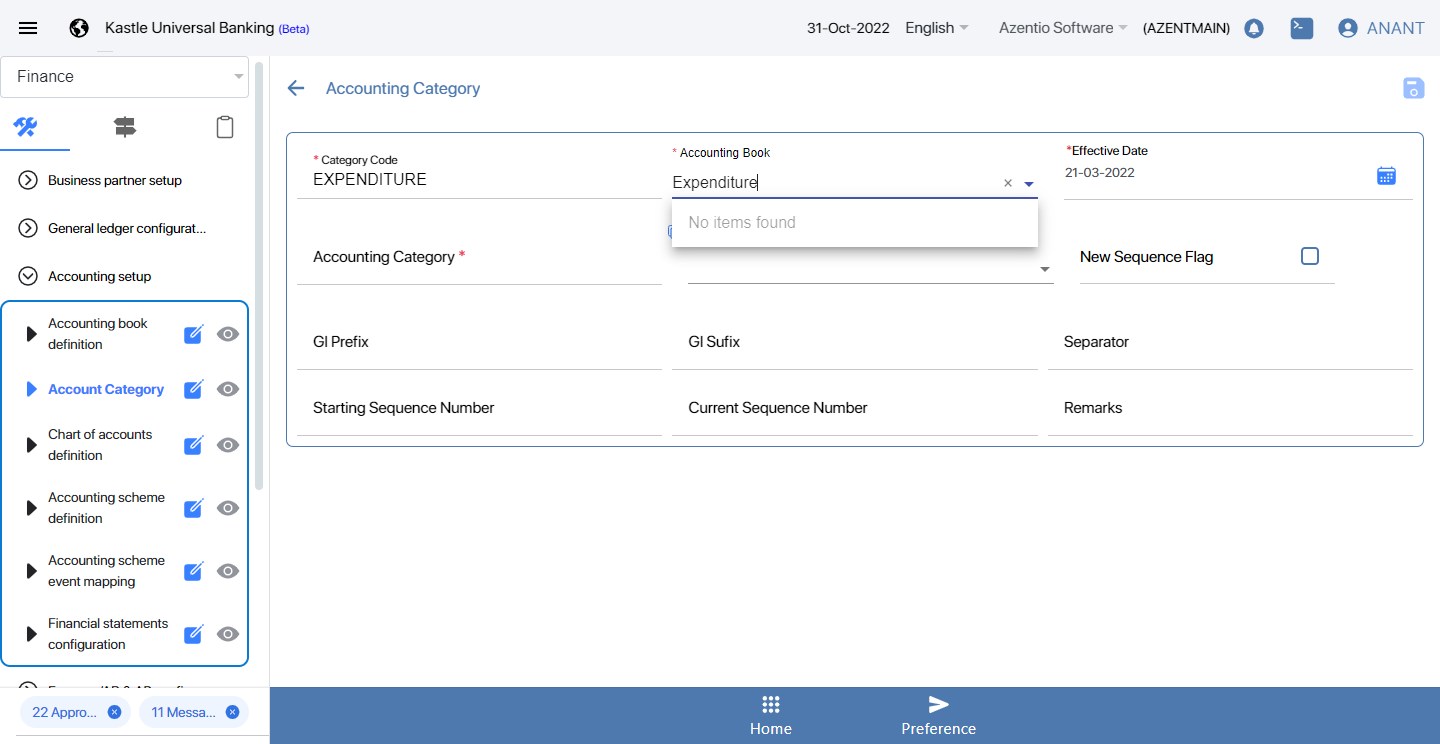 Kastle Universal Banking (Beta)
31-Oct-2022
English
Azentio Software
(AZENTMAIN)
ANANT
Finance
Business partner setup
General ledger configurat...
Accounting setup
Accounting book
definition
Account Category
Chart of accounts
definition
Accounting scheme
definition
Accounting scheme
event mapping
Financial statements
configuration
22 Appro...
11 Messa...
Accounting Category
* Category Code
EXPENDITURE
* Accounting Book
Expenditure
No items found
*Effective Date
21-03-2022
Accounting Category *
New Sequence Flag
Gl Prefix
Gl Sufix
Separator
Starting Sequence Number
Current Sequence Number
Remarks
Home
Preference